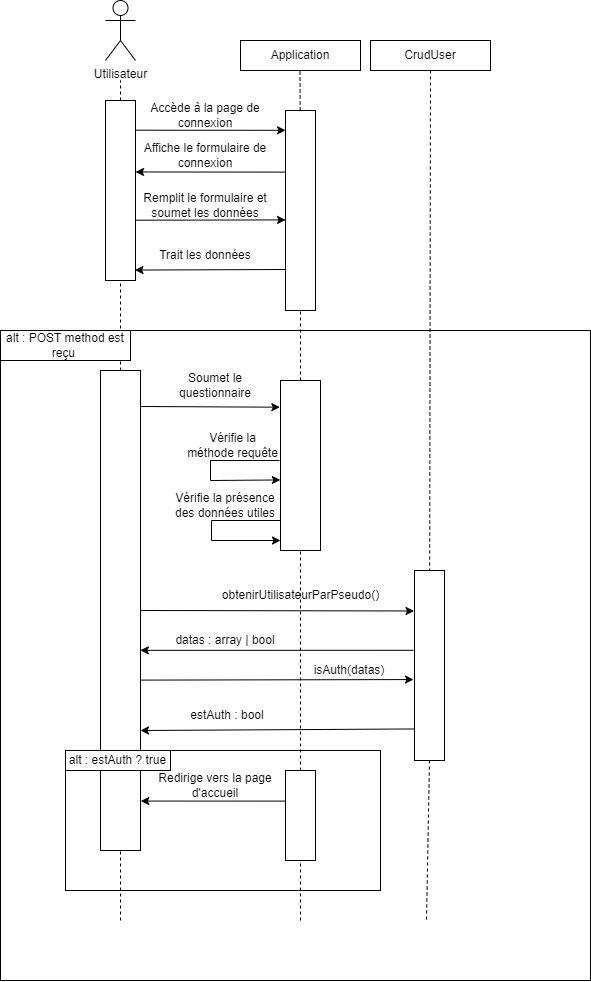 Utilisateur
Application
CrudUser
Accède à la page de
connexion
Affiche le formulaire de
connexion
Remplit le formulaire et
soumet les données
Trait les données
alt : POST method est
reçu
Soumet le
questionnaire
Vérifie la
méthode requête
Vérifie la présence
des données utiles
obtenirUtilisateurParPseudo()
datas : array | bool
isAuth(datas)
estAuth : bool
alt : estAuth ? true
Redirige vers la page
d'accueil